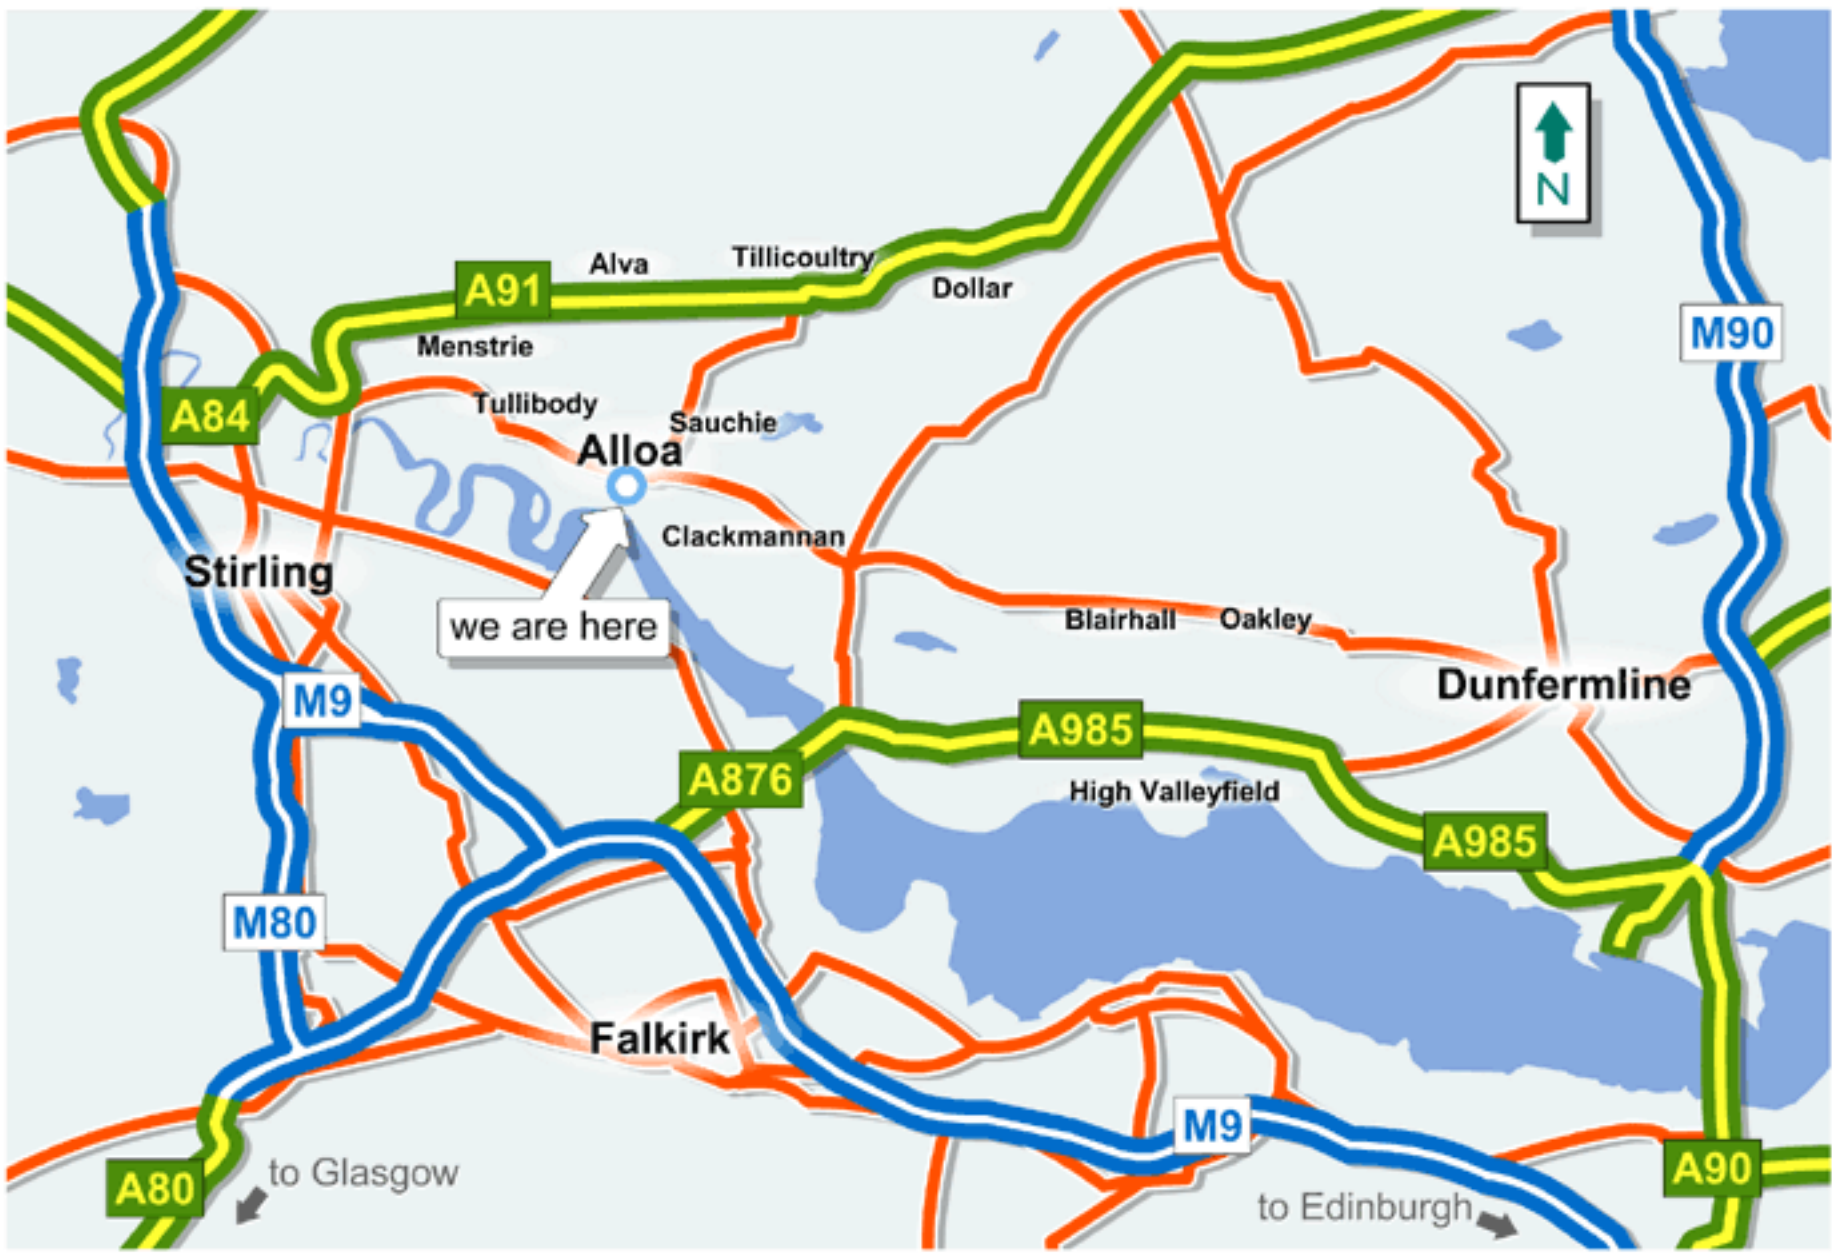 N
Alva
Tillicoultry
A91
Dollar
M90
Menstrie
A84
Tullibody
Sauchie
Alloa
Clackmannan
Stirling
we are here
Blairhall
Oakley
Dunfermline
M9
A985
A876
High Valleyfield
A985
M80
Falkirk
M9
A90
to Glasgow
A80
to Edinburgh